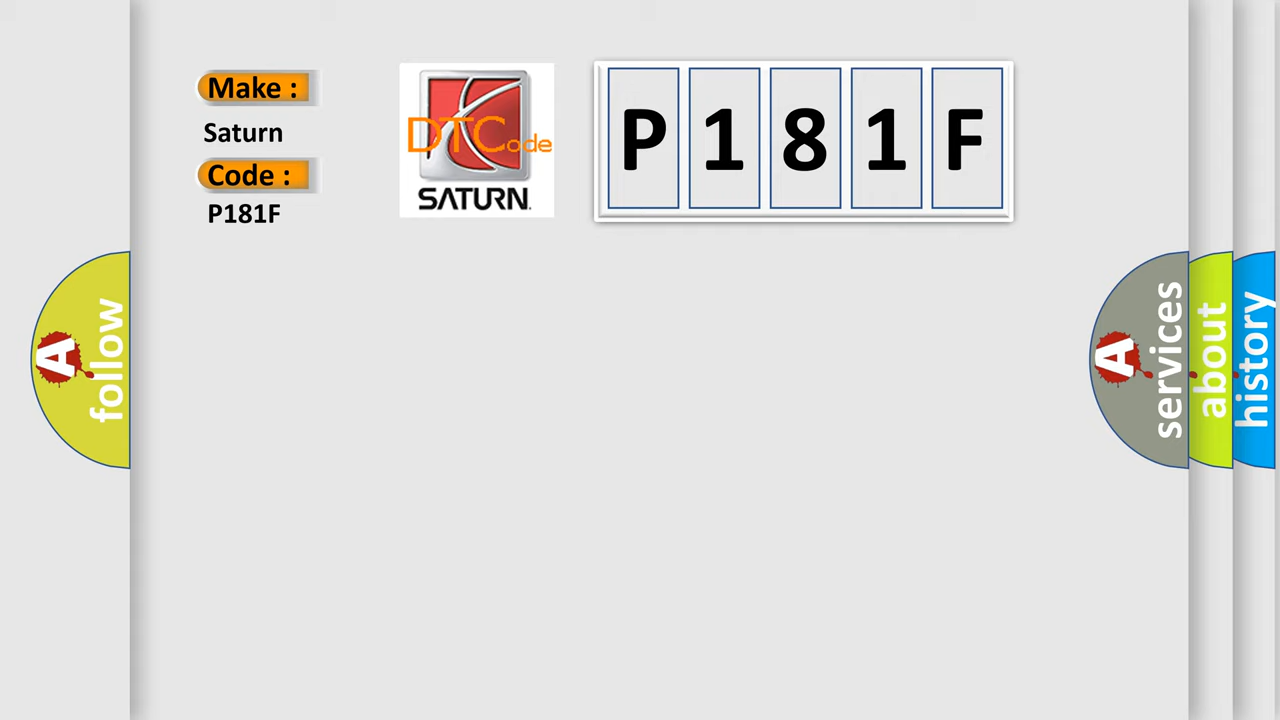 Make :
Saturn
Code :
P181F
DTCode
SATURN.
P181F
A
follow
A
services
about
history